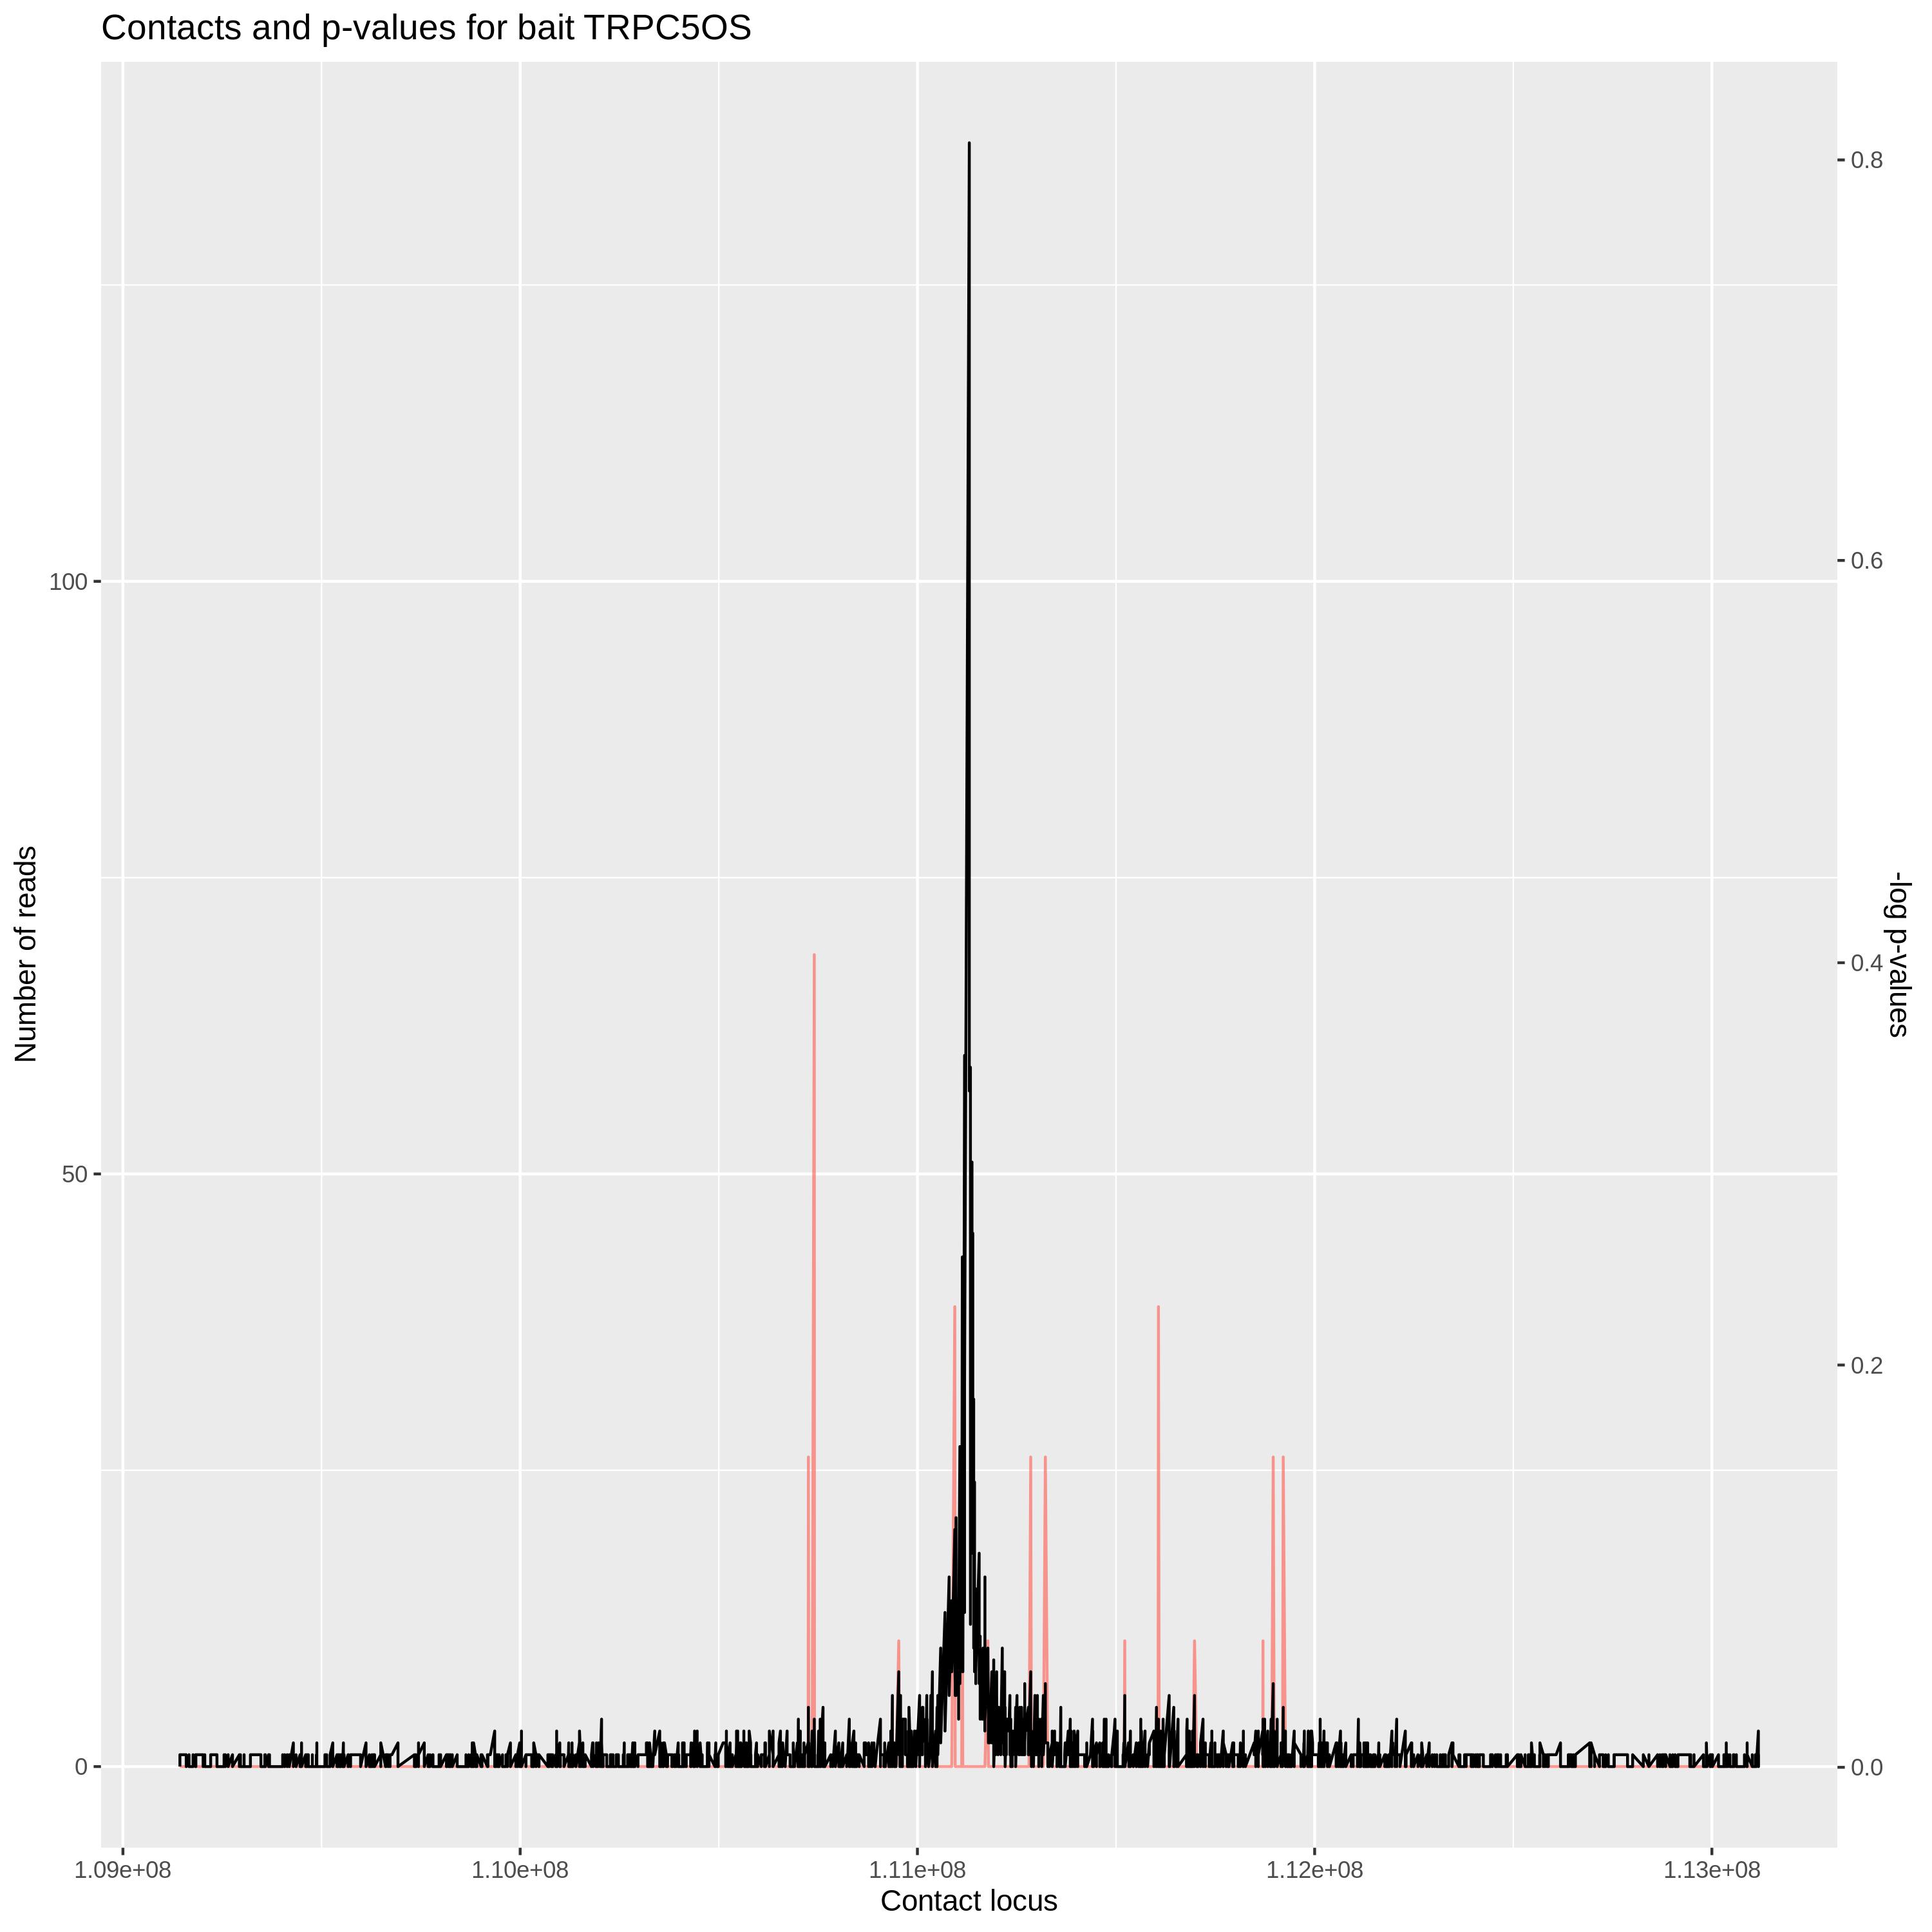 Contacts and p-values for bait TRPC5OS
Number of reads
100
50
0
0.8
0.6
0.4
0.2
0.0
-log p-values
1.09e+08
1.10e+08
1.11e+08
1.12e+08
1.13e+08
Contact locus